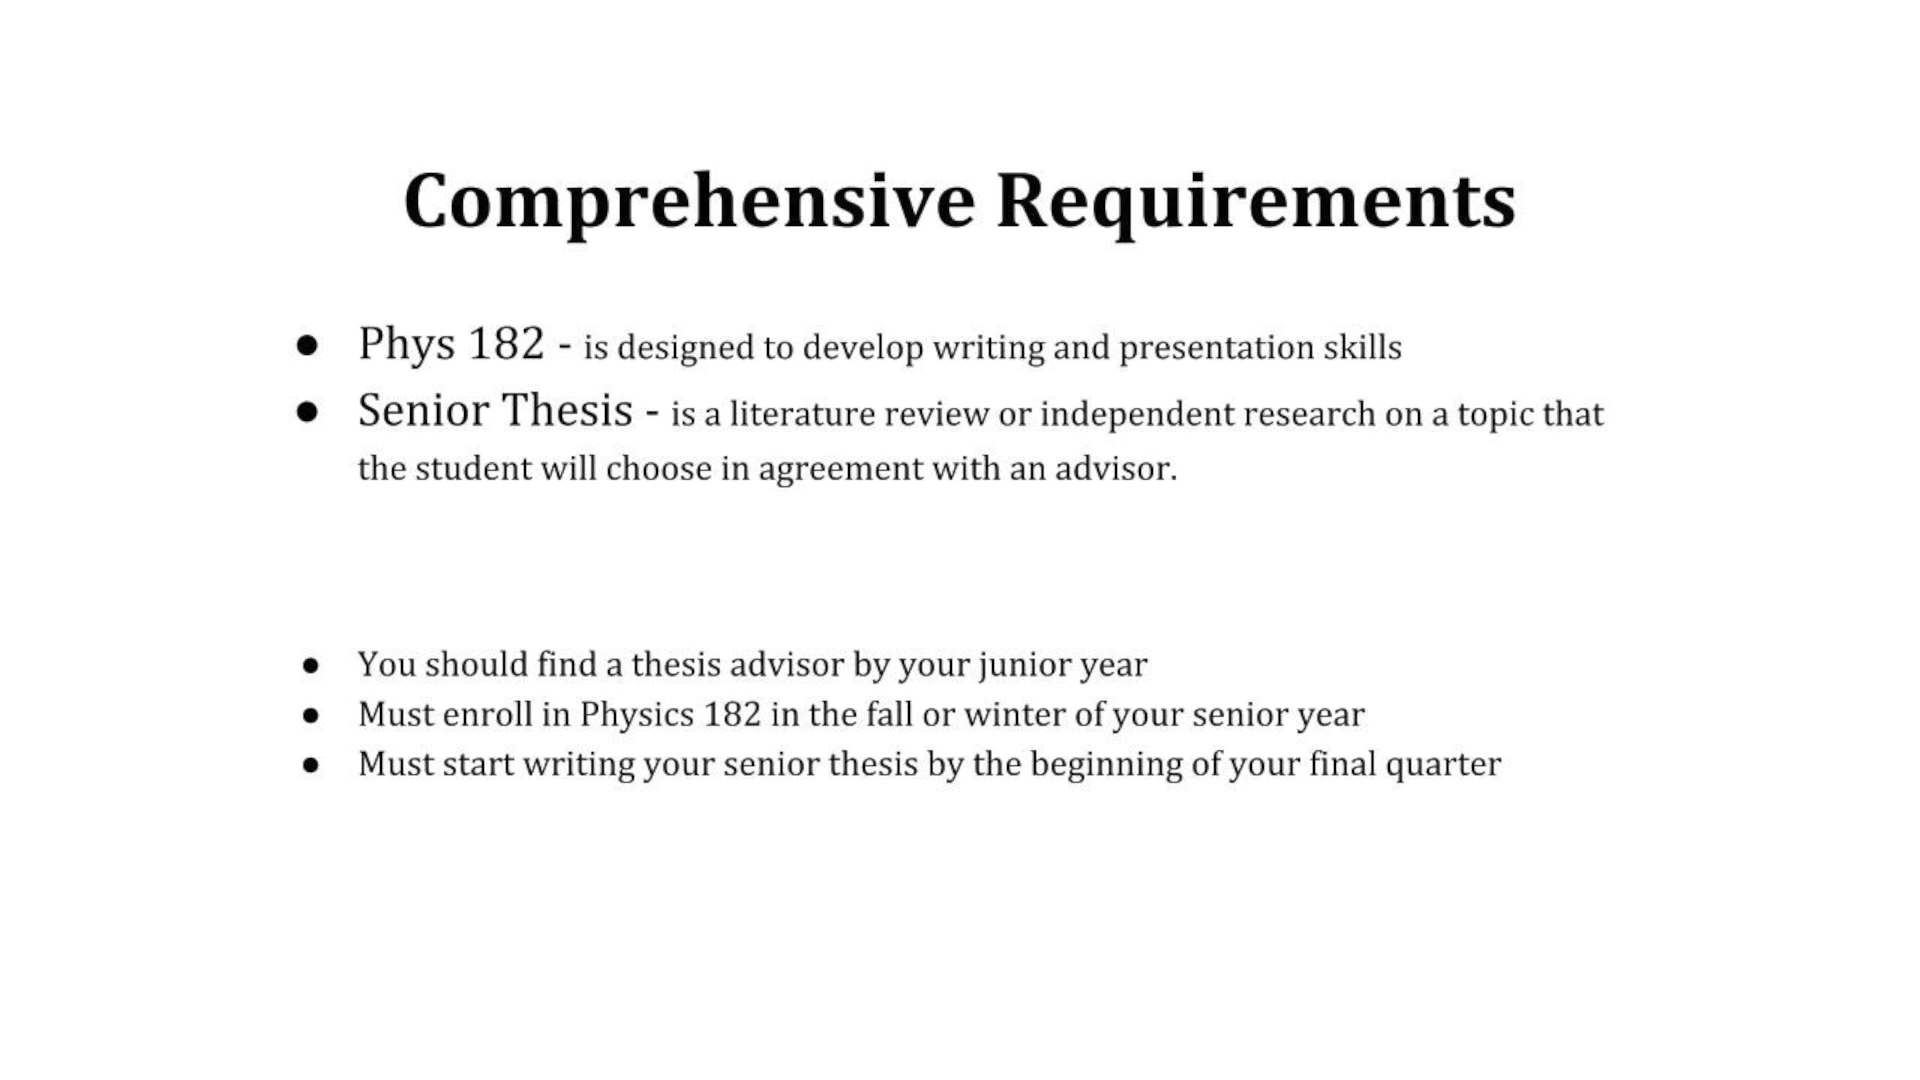 Comprehensive Requirements
● Phys 182 - is designed to develop writing and presentation skills
● Senior Thesis - is a literature review or independent research on a topic that
the student will choose in agreement with an advisor.
● You should find a thesis advisor by your junior year
● Must enroll in Physics 182 in the fall or winter of your senior year
● Must start writing your senior thesis by the beginning of your final quarter